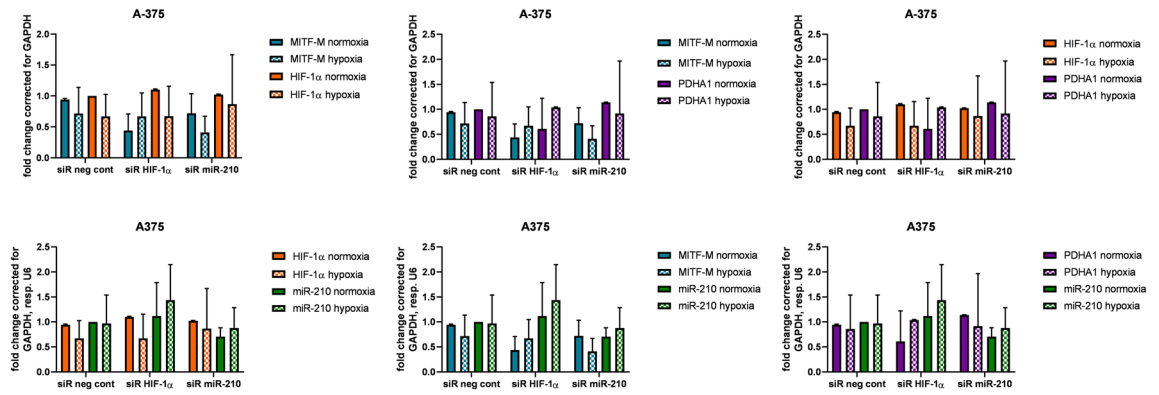 A-375
fold change corrected for GAPDH
2.0
1.5
1.0
0.5
0.0
siR neg cont siR HIF-1α siR miR-210
MITF-M normoxia
MITF-M hypoxia
HIF-1α normoxia
HIF-1α hypoxia
A-375
fold change corrected for GAPDH
2.5
2.0
1.5
1.0
0.5
0.0
siR neg cont siR HIF-1α siR miR-210
MITF-M normoxia
MITF-M hypoxia
PDHA1 normoxia
PDHA1 hypoxia
A-375
fold change corrected for GAPDH
2.5
2.0
1.5
1.0
0.5
0.0
siR neg cont siR HIF-1α siR miR-210
HIF-1α normoxia
HIF-1α hypoxia
PDHA1 normoxia
PDHA1 hypoxia
A375
fold change corrected for
GAPDH, resp. U6
2.5
2.0
1.5
1.0
0.5
0.0
siR neg cont siR HIF-1α siR miR-210
HIF-1α normoxia
HIF-1α hypoxia
miR-210 normoxia
miR-210 hypoxia
A375
fold change corrected for
GAPDH, resp. U6
2.5
2.0
1.5
1.0
0.5
0.0
siR neg cont siR HIF-1α siR miR-210
MITF-M normoxia
MITF-M hypoxia
miR-210 normoxia
miR-210 hypoxia
A375
fold change corrected for
GAPDH, resp. U6
2.5
2.0
1.5
1.0
0.5
0.0
siR neg cont siR HIF-1α siR miR-210
PDHA1 normoxia
PDHA1 hypoxia
miR-210 normoxia
miR-210 hypoxia